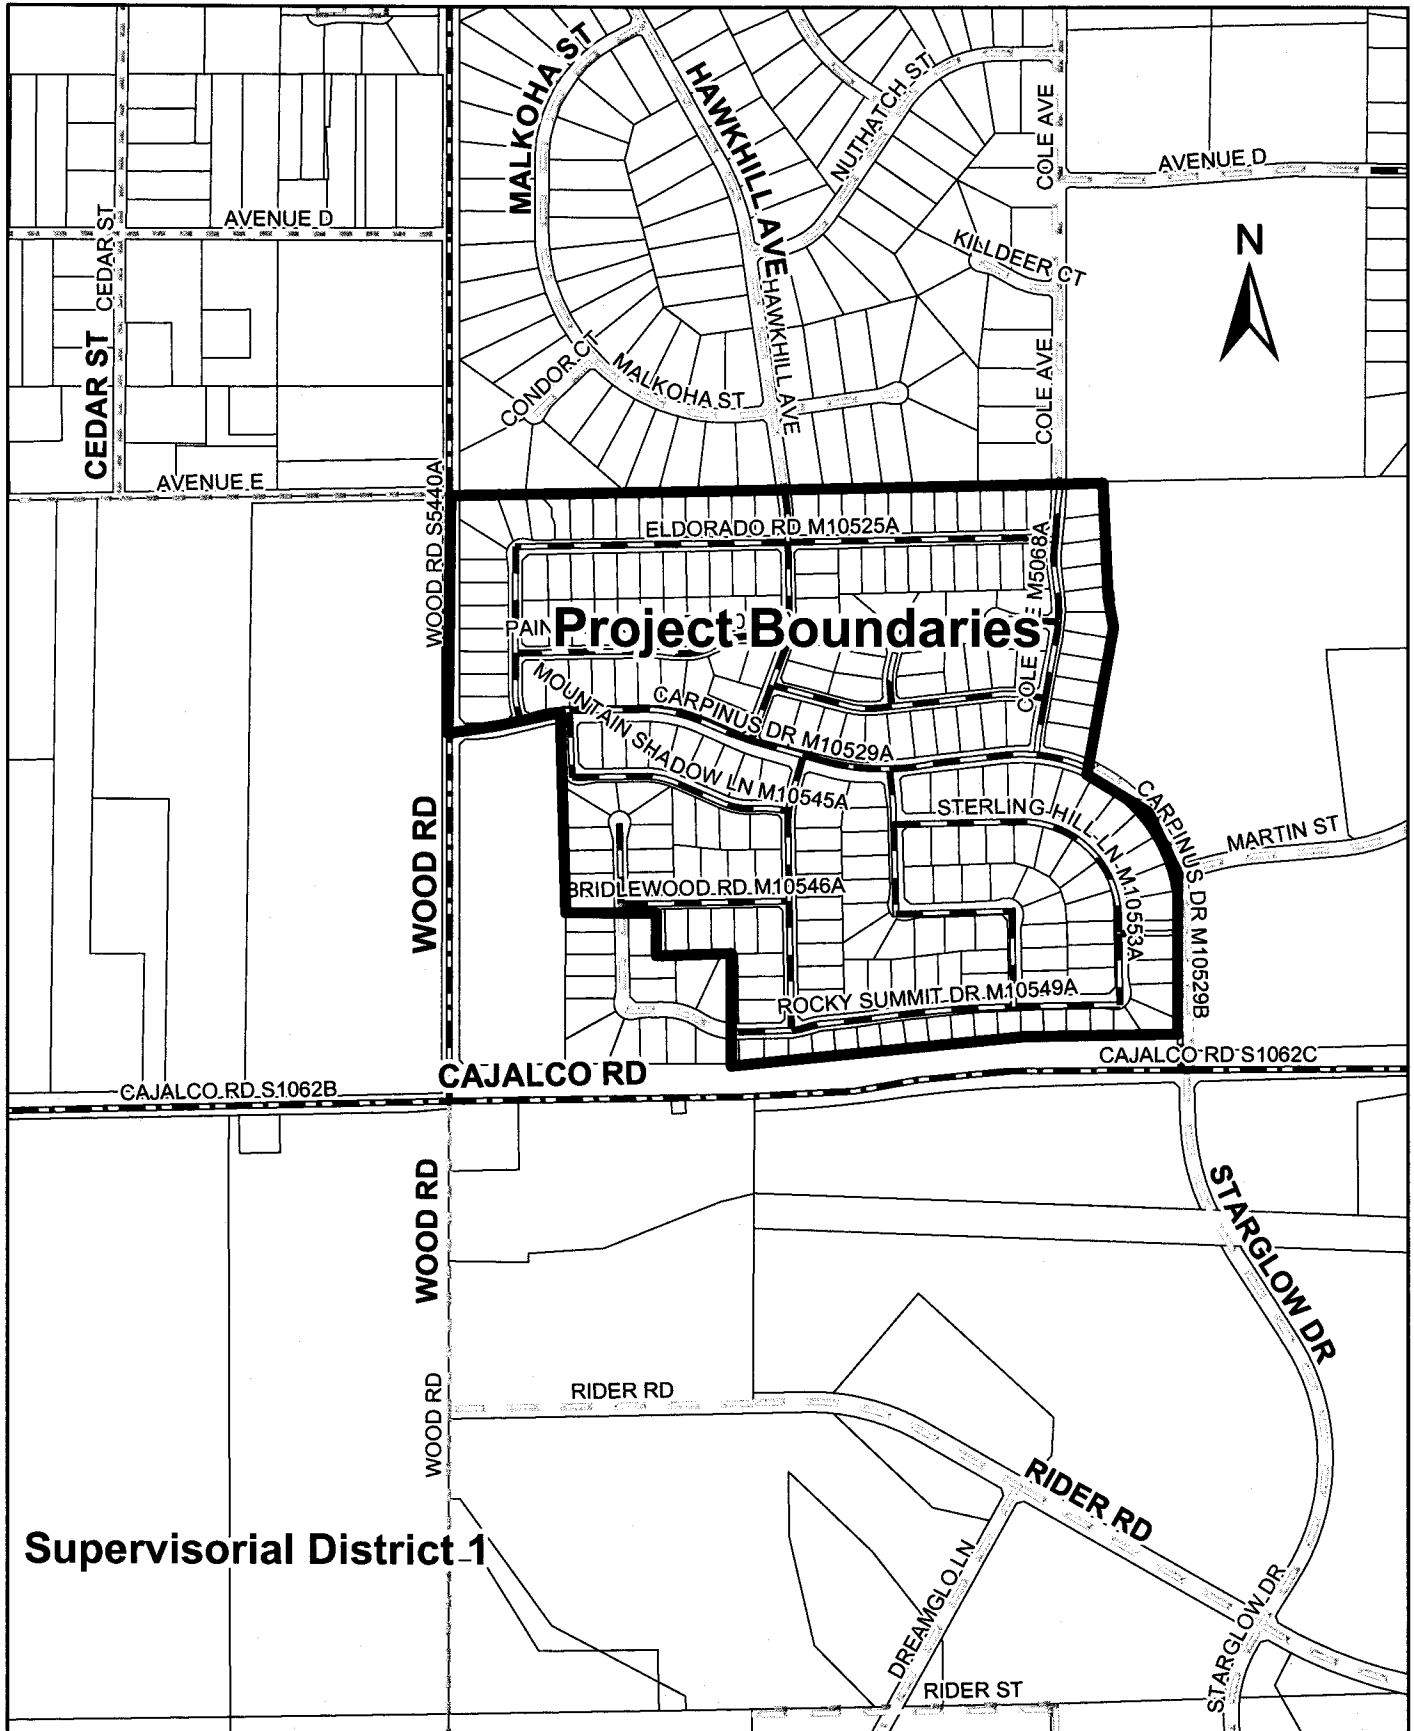 MALKOHA ST
HAWKHILL AVE
NUTHATCH ST
COLE AVE
AVENUE D
CEDAR ST
AVENUE D
N
KILLDEER CT
HAWKHILL AVE
CEDAR ST
CONDOR CT
MALKOHA ST
COLE AVE
AVENUE E
WOOD RD S5440A
ELDORADO RD M10525A
M5068A
PAIN
Project Boundaries
COLE
MOUNTAIN SHADOW LN M10545A
CARPINUS DR M10529A
STERLING HILL LN M10553A
CARPINUS DR M10529B
MARTIN ST
WOOD RD
BRIDLEWOOD RD M10546A
ROCKY SUMMIT DR M10549A
CAJALCO RD
CAJALCO RD S1062C
CAJALCO RD S1062B
WOOD RD
STARGLOW DR
RIDER RD
WOOD RD
RIDER RD
Supervisorial District 1
DREAMGLO LN
STARGLOW DR
RIDER ST